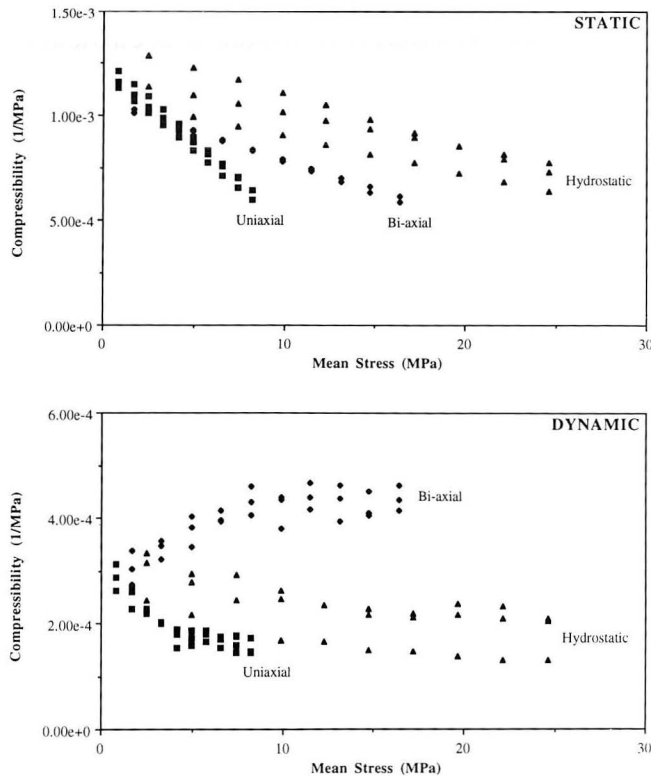 1.50e-3
STATIC
1.00e-3
5.00e-4
0.00e+0
Compressibility (1/MPa)
Hydrostatic
Uniaxial
Bi-axial
0
10
20
30
Mean Stress (MPa)
6.00e-4
DYNAMIC
4.00e-4
2.00e-4
0.00e+0
Compressibility (1/MPa)
Bi-axial
Hydrostatic
Uniaxial
0
10
20
30
Mean Stress (MPa)